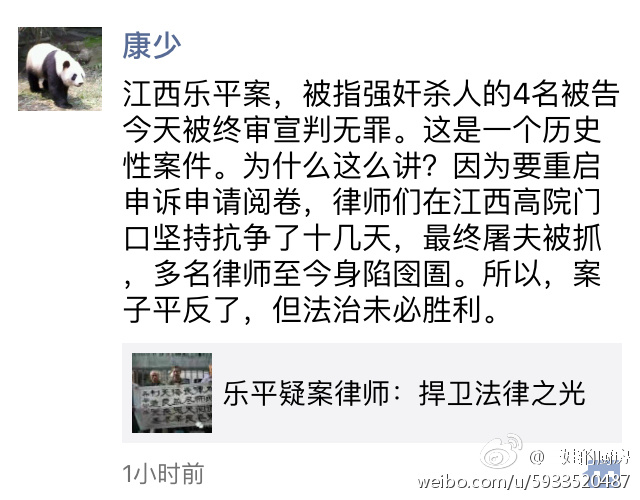 康少
江西乐平案，被指强奸杀人的4名被告
今天被终审宣判无罪。这是一个历史
性案件。为什么这么讲？因为要重启
申诉申请阅卷，律师们在江西高院门
口坚持抗争了十几天，最终屠夫被抓
，多名律师至今身陷囹圄。所以，案
子平反了，但法治未必胜利。
乐平疑案律师：捍卫法律之光
1小时前
weibo.com/u/5933520487